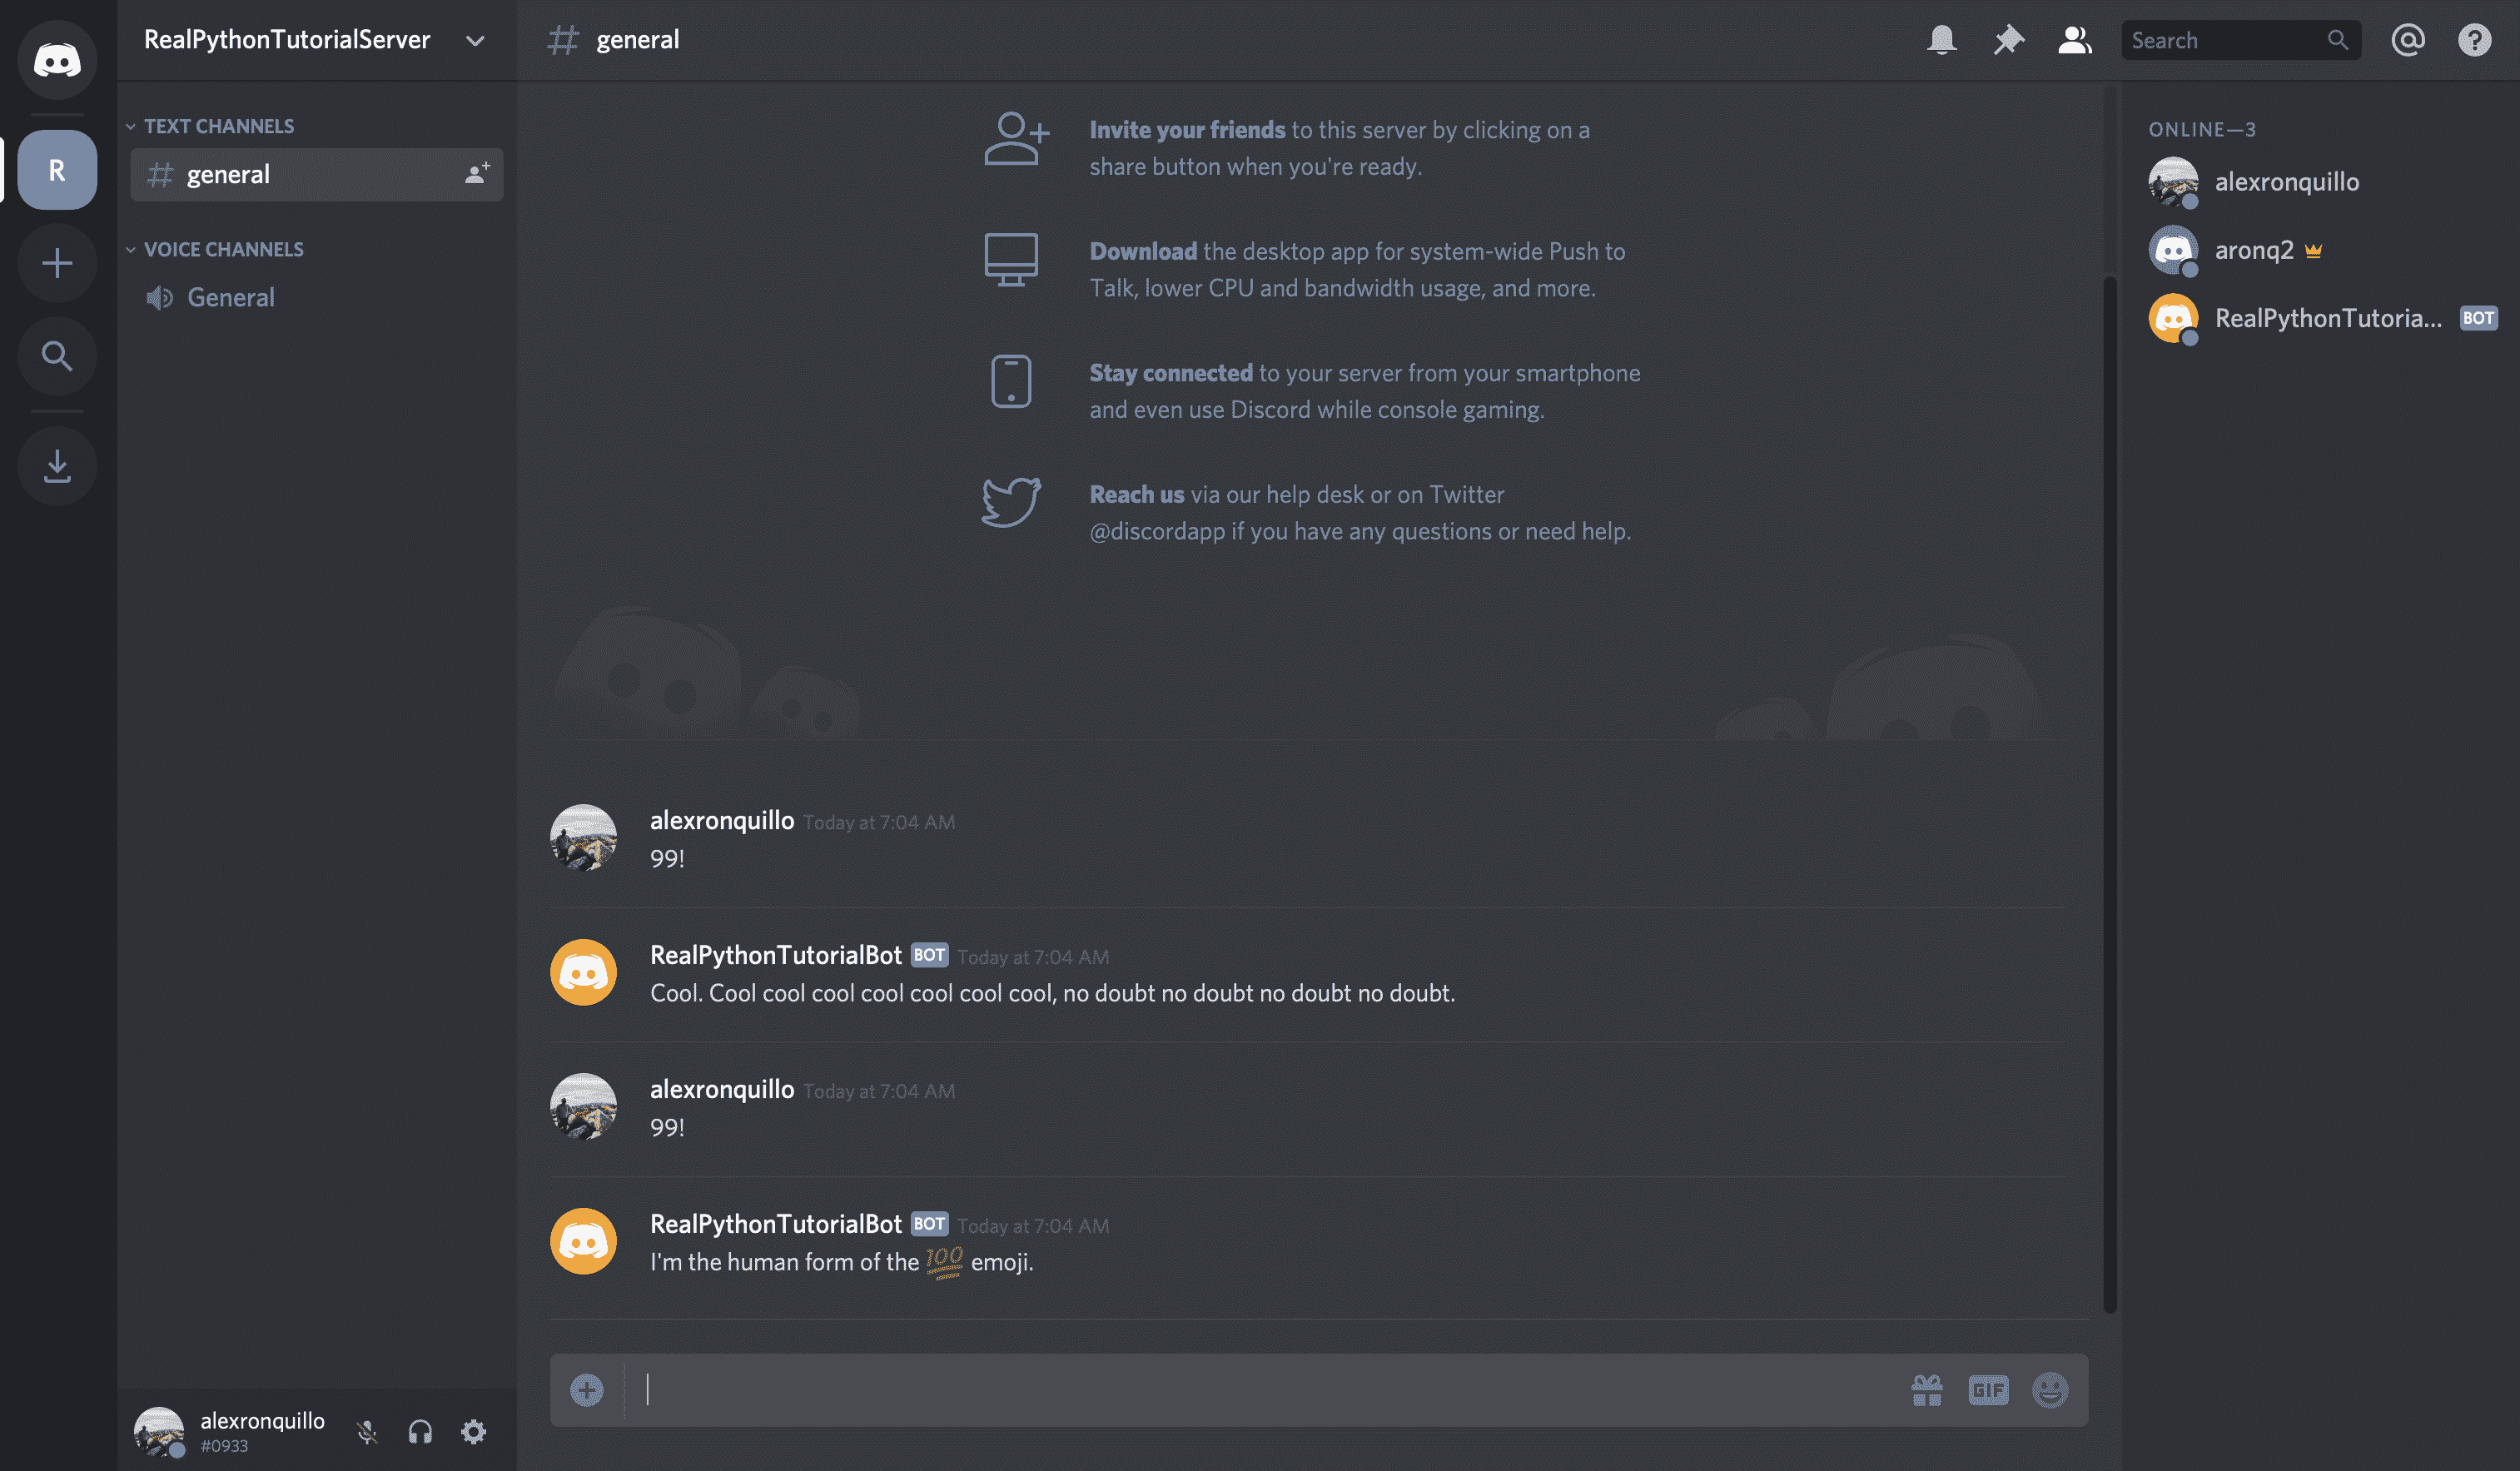 RealPythonTutorialServer
general
Search
R
TEXT CHANNELS
general
VOICE CHANNELS
General
Invite your friends to this server by clicking on a
share button when you're ready.
Download the desktop app for system-wide Push to
Talk, lower CPU and bandwidth usage, and more.
Stay connected to your server from your smartphone
and even use Discord while console gaming.
Reach us via our help desk or on Twitter
@discordapp if you have any questions or need help.
alexronquillo Today at 7:04 AM
99!
RealPythonTutorialBot BOT Today at 7:04 AM
Cool. Cool cool cool cool cool cool cool, no doubt no doubt no doubt no doubt.
alexronquillo Today at 7:04 AM
99!
RealPythonTutorialBot BOT Today at 7:04 AM
I'm the human form of the 💯 emoji.
GIF
ONLINE—3
alexronquillo
aronq2
RealPythonTutoria... BOT
alexronquillo
#0933